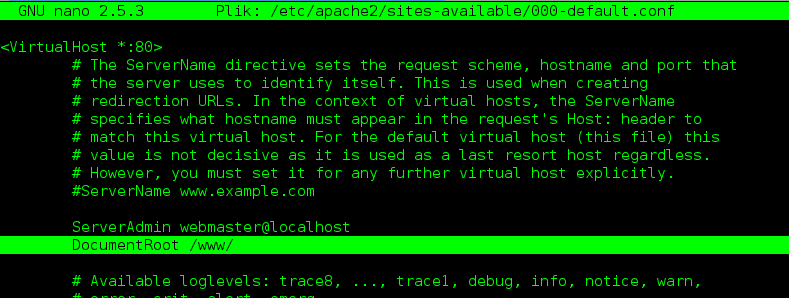 GNU nano 2.5.3 Plik: /etc/apache2/sites-available/000-default.conf
<VirtualHost *:80>
# The ServerName directive sets the request scheme, hostname and port that
# the server uses to identify itself. This is used when creating
# redirection URLs. In the context of virtual hosts, the ServerName
# specifies what hostname must appear in the request's Host: header to
# match this virtual host. For the default virtual host (this file) this
# value is not decisive as it is used as a last resort host regardless.
# However, you must set it for any further virtual host explicitly.
#ServerName www.example.com
ServerAdmin webmaster@localhost
DocumentRoot /www/
# Available loglevels: trace8, ..., trace1, debug, info, notice, warn,
# error, crit, alert, emerg.